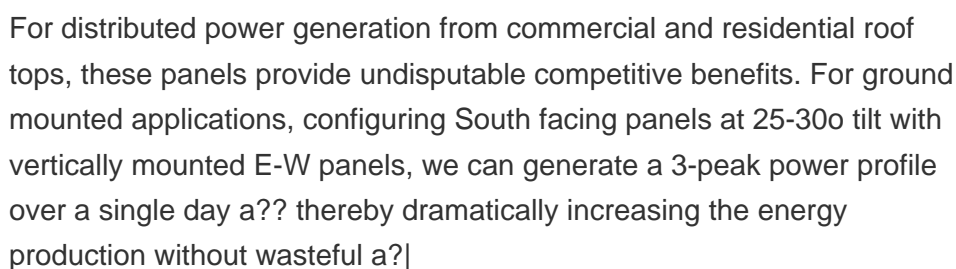 For distributed power generation from commercial and residential roof
tops, these panels provide undisputable competitive benefits. For ground
mounted applications, configuring South facing panels at 25-30o tilt with
vertically mounted E-W panels, we can generate a 3-peak power profile
over a single day a?? thereby dramatically increasing the energy
production without wasteful a?|